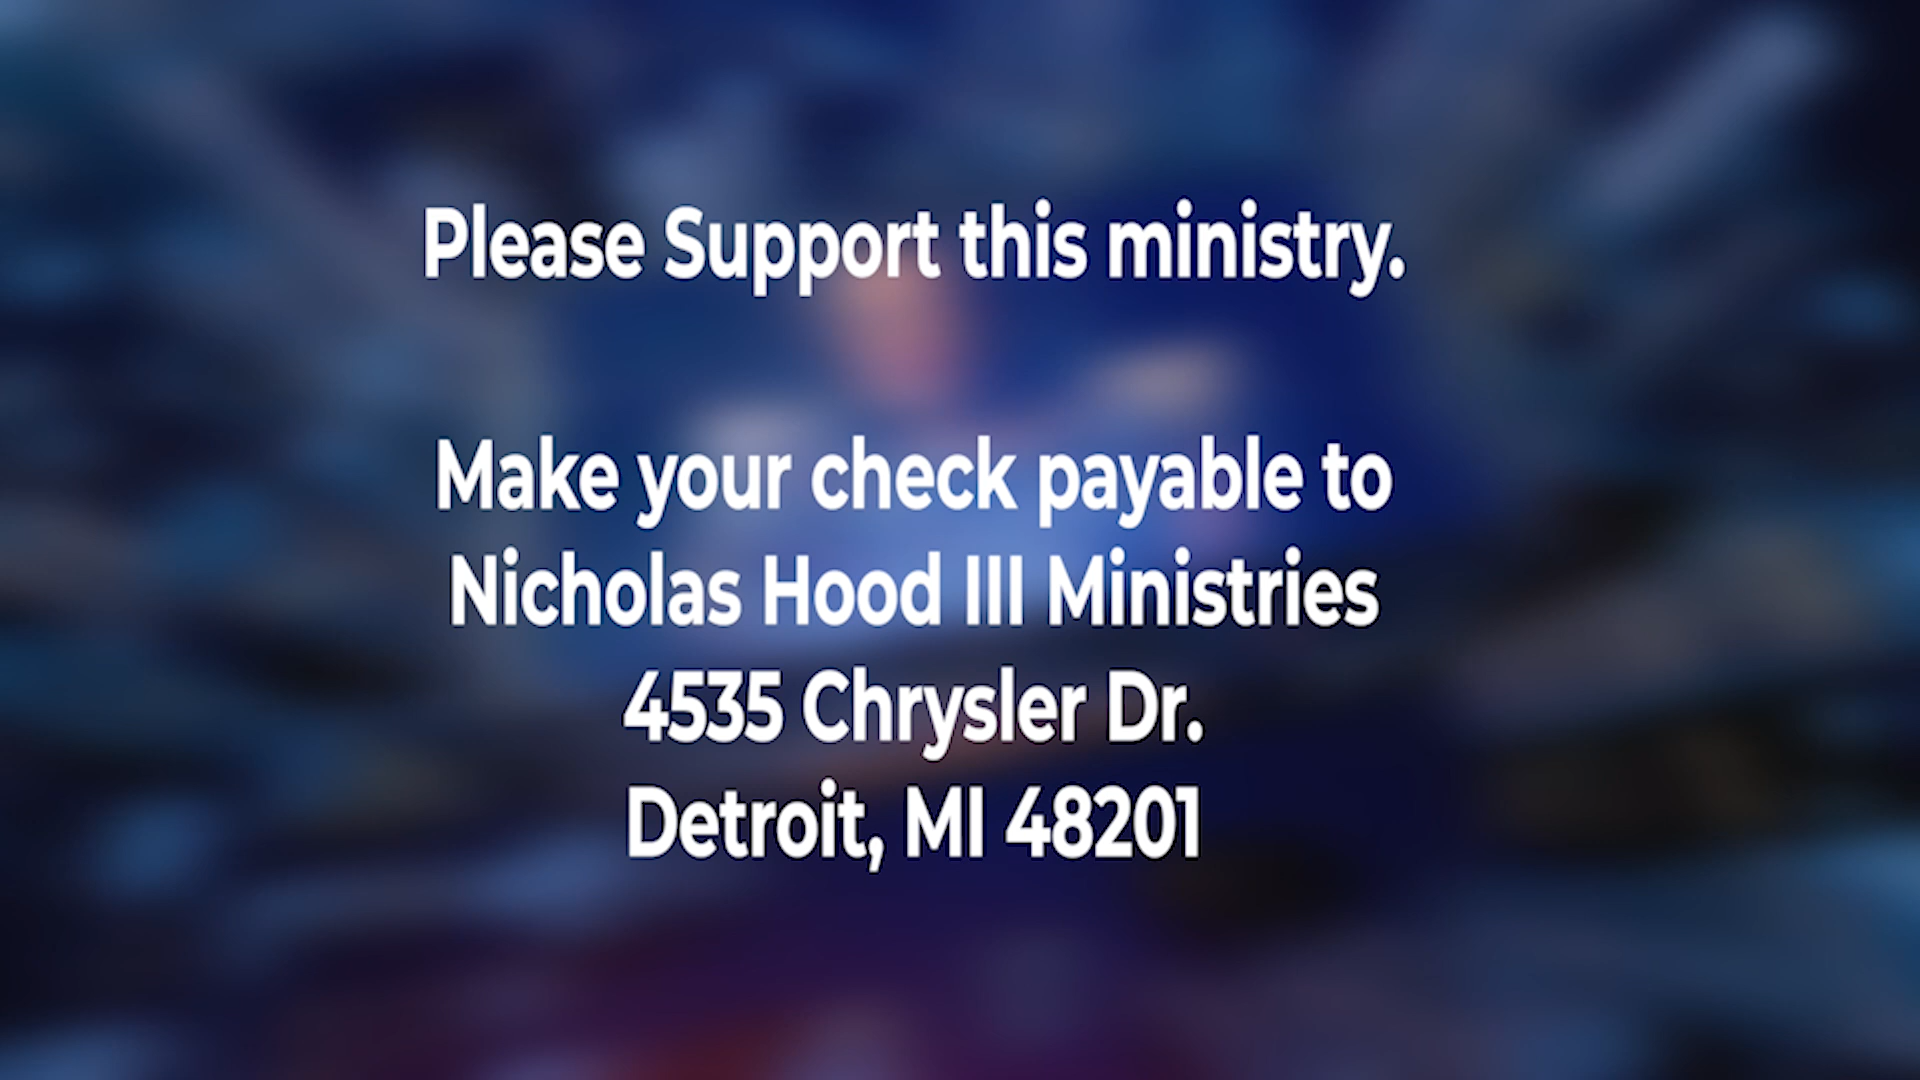 Please Support this ministry.
Make your check payable to
Nicholas Hood III Ministries
4535 Chrysler Dr.
Detroit, MI 48201